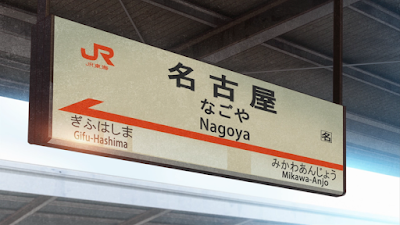 JR
JR東海
名古屋
なごや
Nagoya
名
ぎふはしま
Gifu-Hashima
みかわあんじょう
Mikawa-Anjo